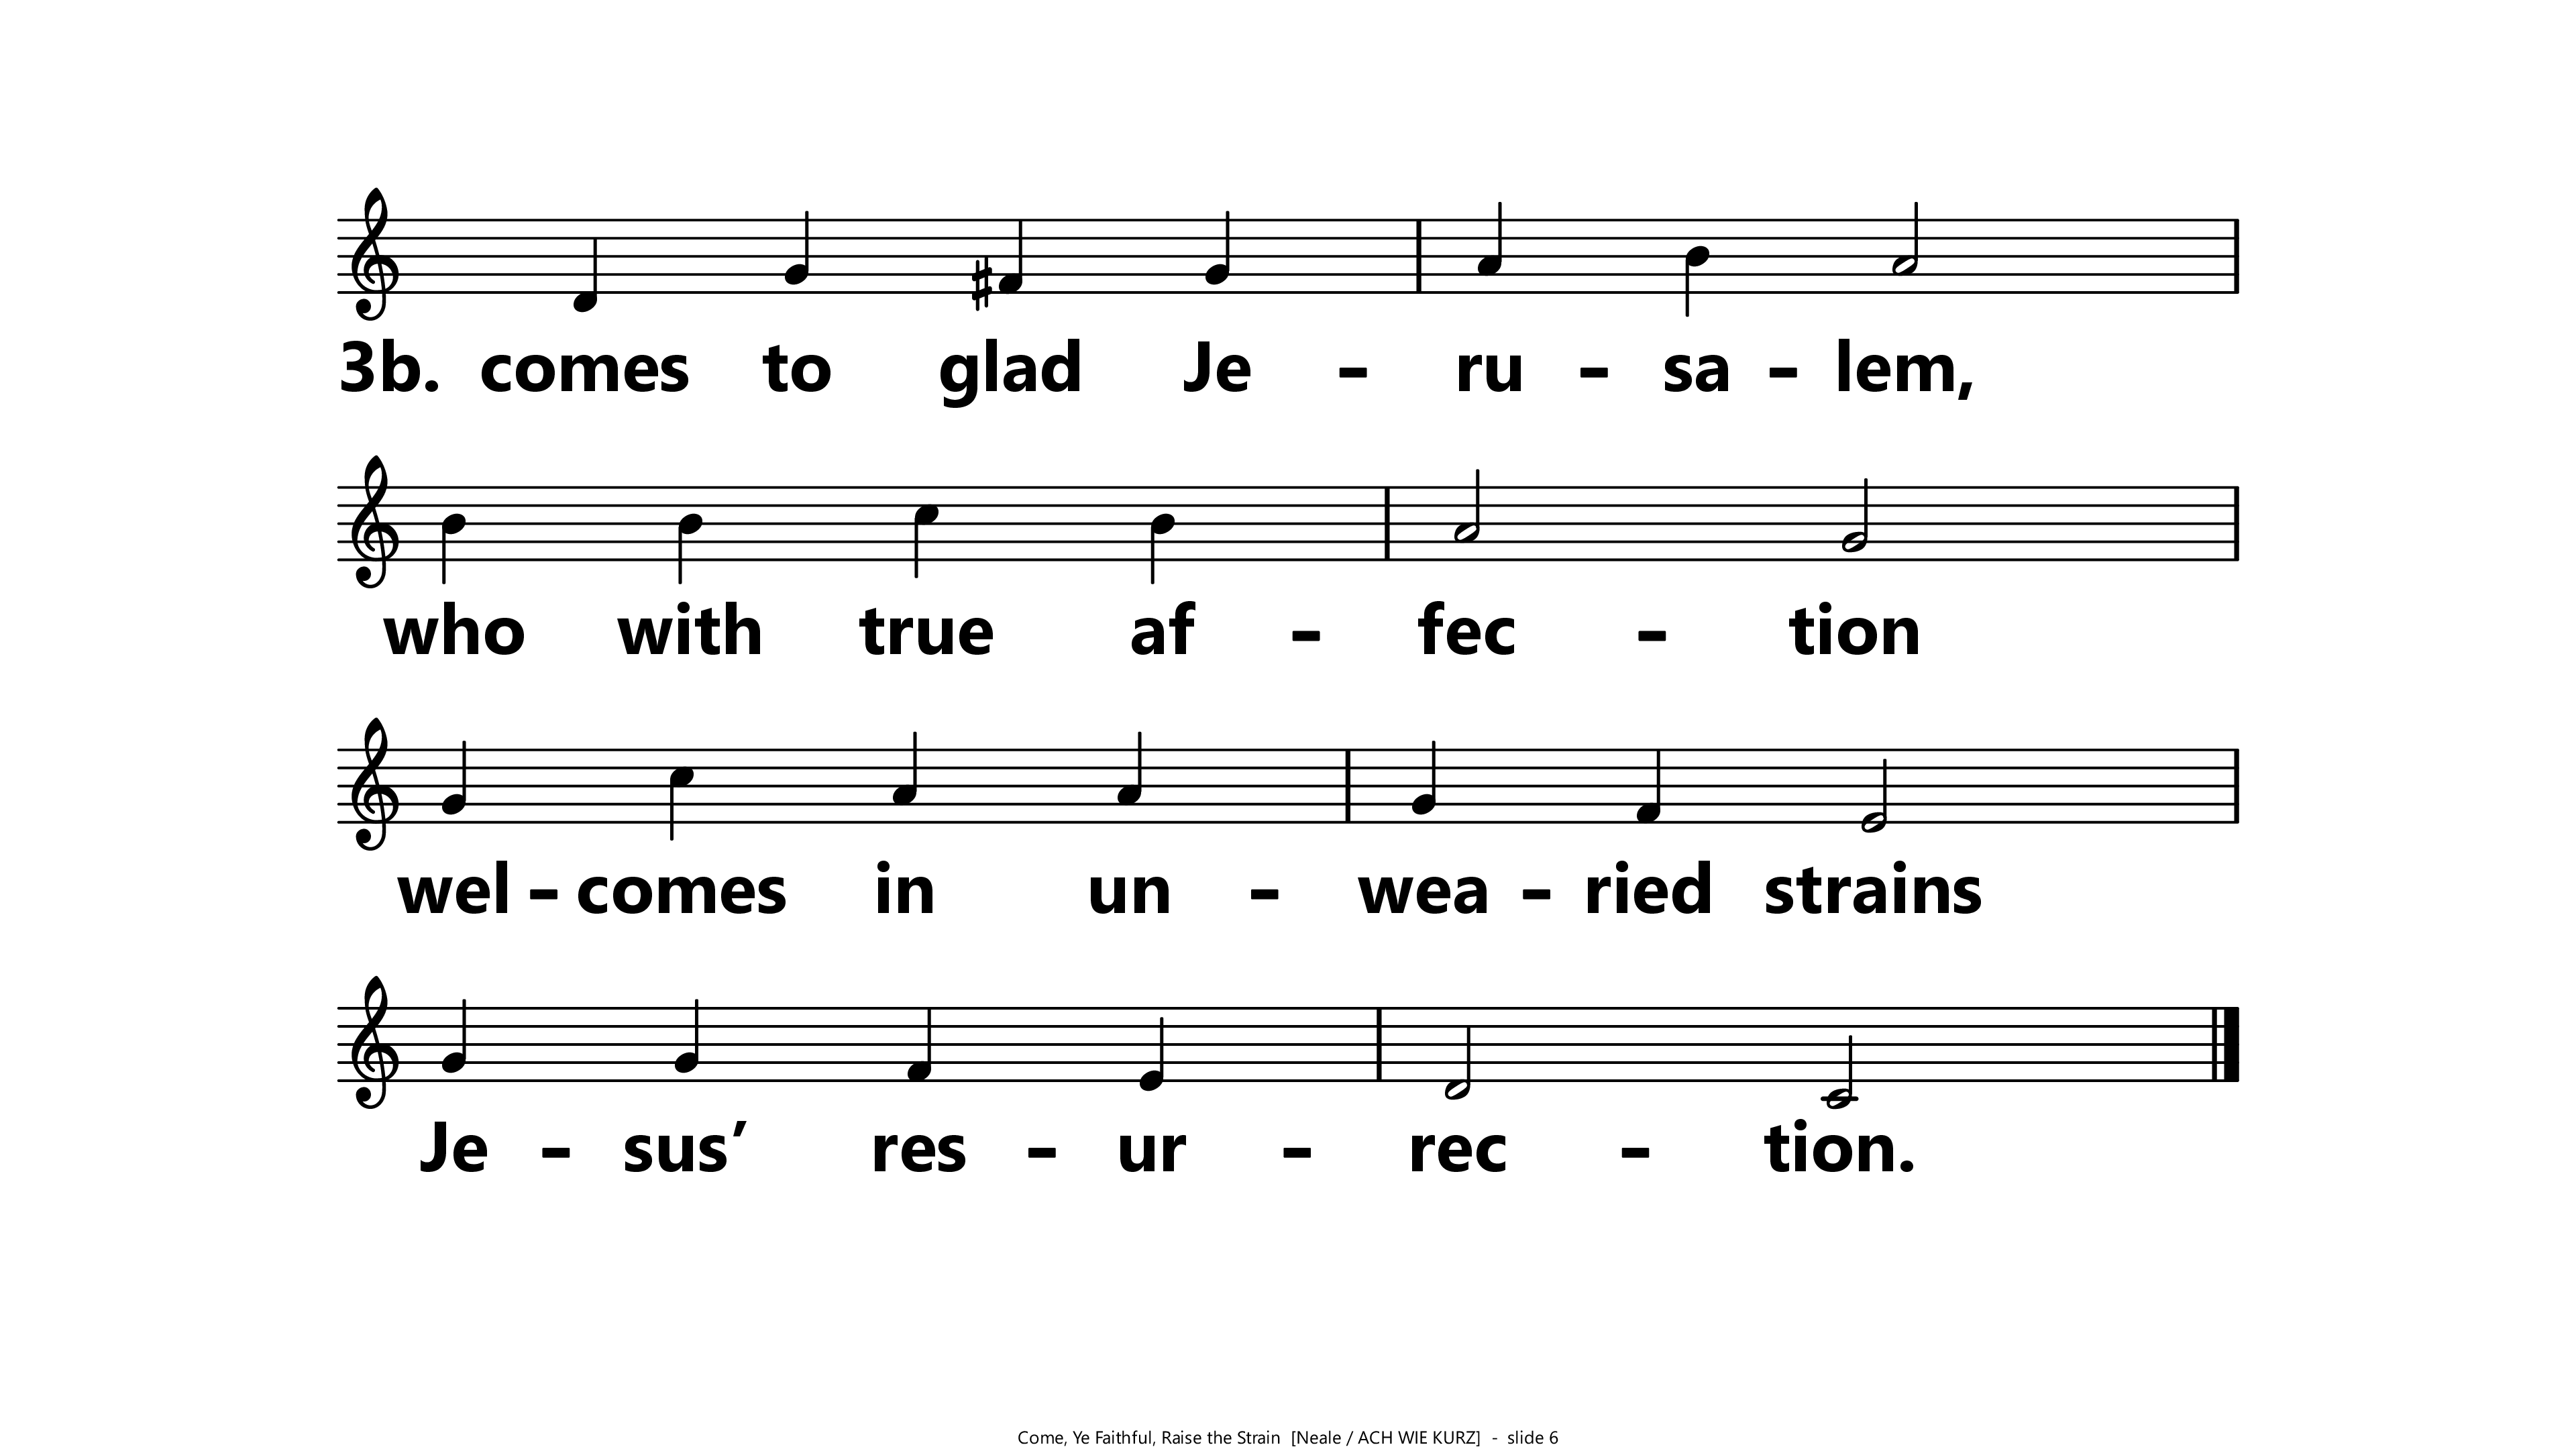 3b. comes to glad Je - ru - sa - lem,
who with true af - fec - tion
wel - comes in un - wea - ried strains
Je - sus’ res - ur - rec - tion.
Come, Ye Faithful, Raise the Strain [Neale / ACH WIE KURZ] - slide 6